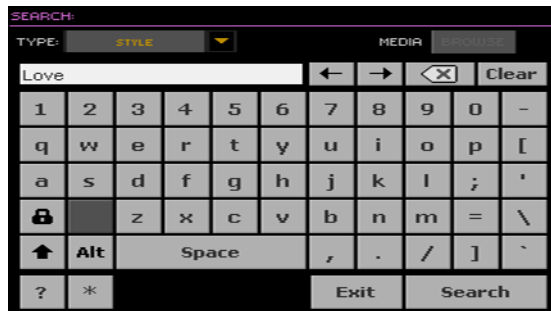 SEARCH:
TYPE: STYLE MEDIA BROWSE
Love ← → Clear
1 2 3 4 5 6 7 8 9 0 -
q w e r t y u i o p [
a s d f g h j k l ; '
z x c v b n m = \
Alt Space , . / ] `
? * Exit Search